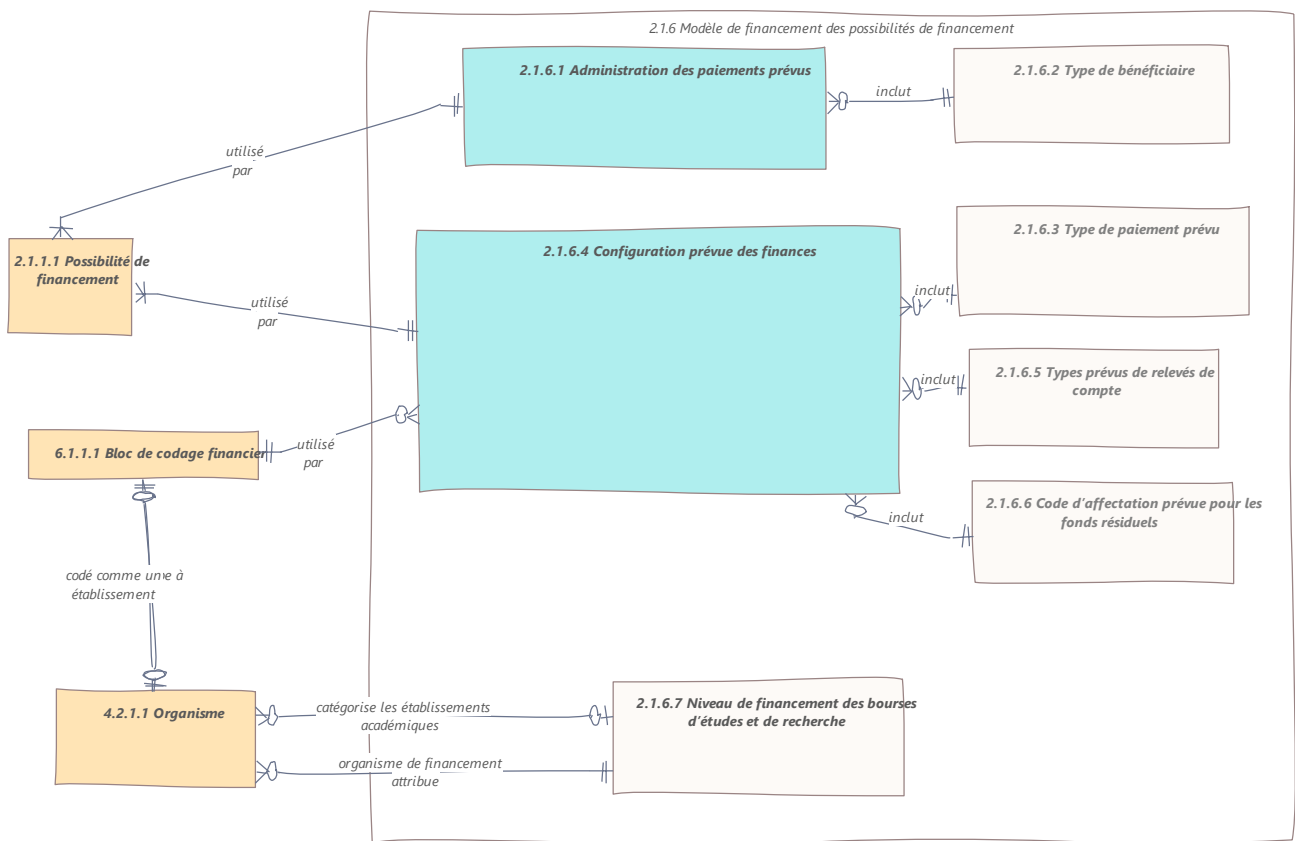 2.1.6 Modèle de financement des possibilités de financement
2.1.6.1 Administration des paiements prévus
2.1.6.2 Type de bénéficiaire
inclut
utilisé
par
2.1.6.3 Type de paiement prévu
2.1.6.4 Configuration prévue des finances
2.1.1.1 Possibilité de
financement
inclut
utilisé
par
2.1.6.5 Types prévus de relevés de
compte
inclut
utilisé
par
6.1.1.1 Bloc de codage financier
2.1.6.6 Code d'affectation prévue pour les
fonds résiduels
inclut
codé comme à
établissement
4.2.1.1 Organisme
catégorise les établissements
académiques
2.1.6.7 Niveau de financement des bourses
d'études et de recherche
organisme de financement
attribue